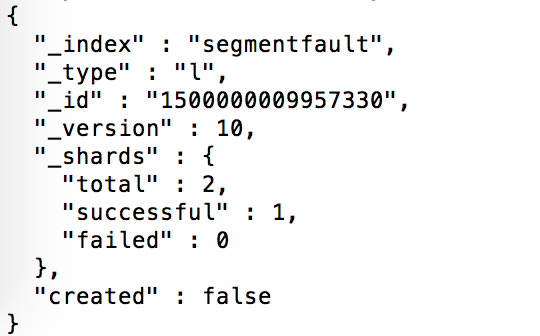 {
  "_index" : "segmentfault",
  "_type" : "l",
  "_id" : "1500000009957330",
  "_version" : 10,
  "_shards" : {
    "total" : 2,
    "successful" : 1,
    "failed" : 0
  },
  "created" : false
}